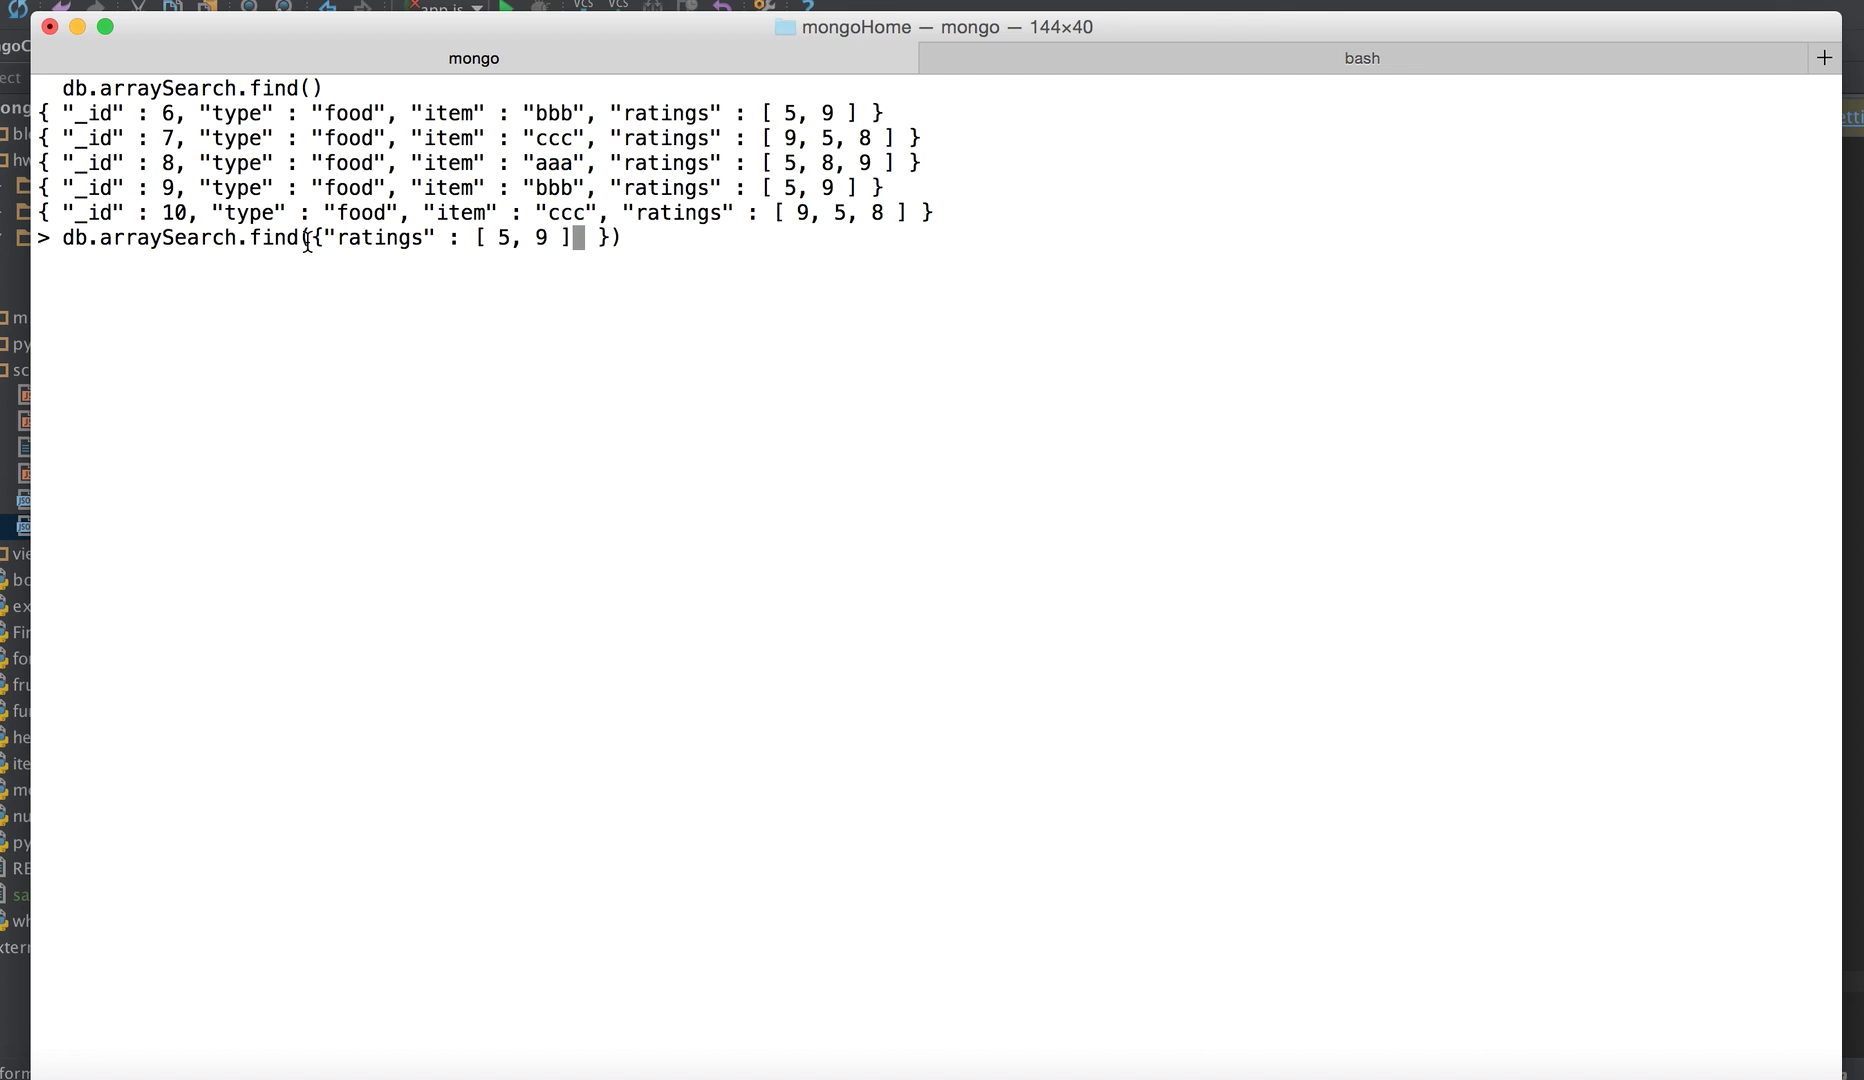 mongoHome — mongo — 144×40
mongo
bash
+
db.arraySearch.find()
{ "_id" : 6, "type" : "food", "item" : "bbb", "ratings" : [ 5, 9 ] }
{ "_id" : 7, "type" : "food", "item" : "ccc", "ratings" : [ 9, 5, 8 ] }
{ "_id" : 8, "type" : "food", "item" : "aaa", "ratings" : [ 5, 8, 9 ] }
{ "_id" : 9, "type" : "food", "item" : "bbb", "ratings" : [ 5, 9 ] }
{ "_id" : 10, "type" : "food", "item" : "ccc", "ratings" : [ 9, 5, 8 ] }
> db.arraySearch.find({"ratings" : [ 5, 9 ]  })